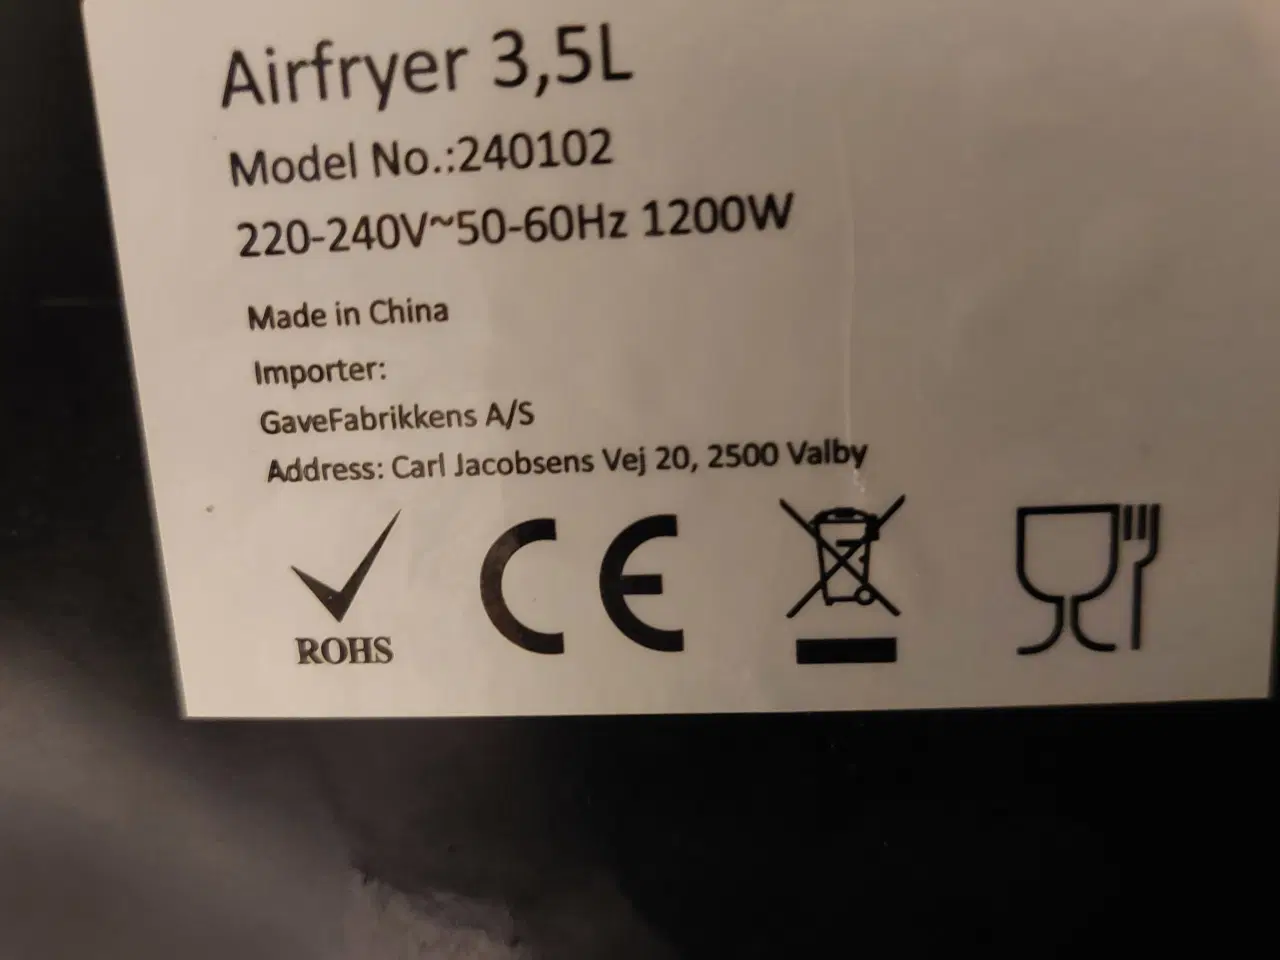 Airfryer 3,5L
Model No.:240102
220-240V~50-60Hz 1200W
Made in China
Importer:
GaveFabrikkens A/S
Address: Carl Jacobsens Vej 20, 2500 Valby
ROHS
CE